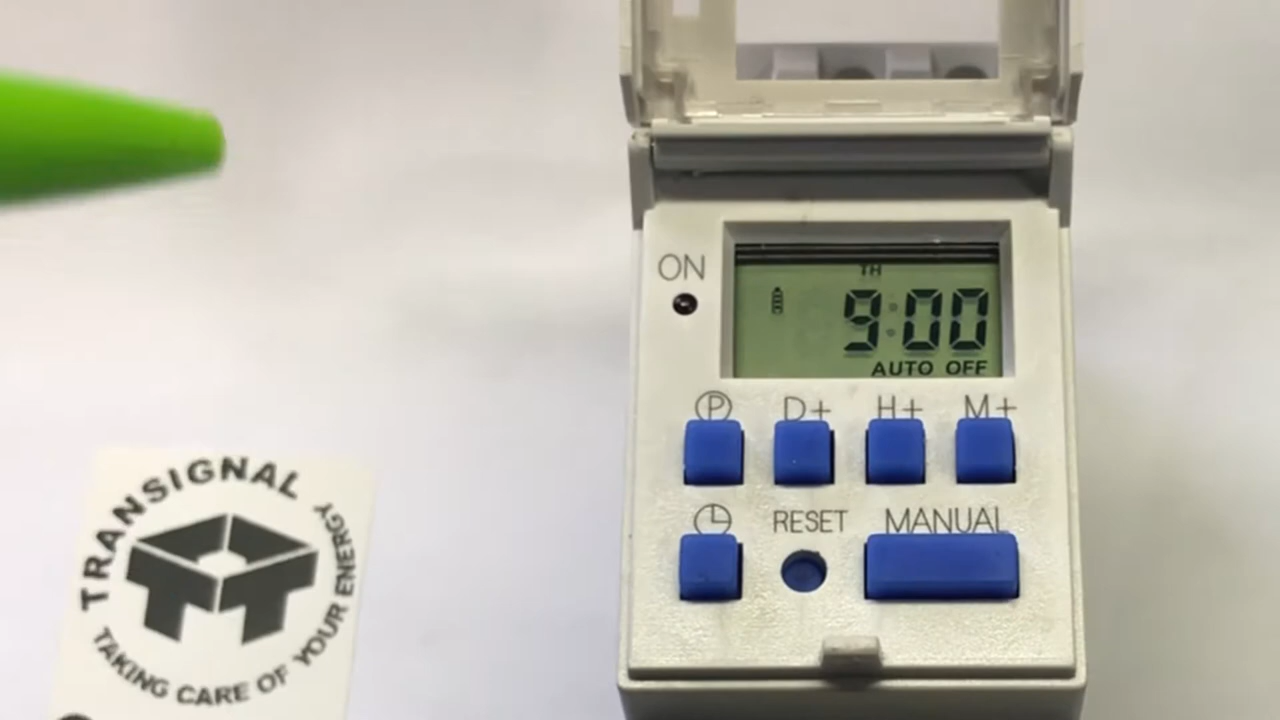 ON
TH
9:00
AUTO OFF
P D+ H+ M+
RESET MANUAL
TRANSIGNAL
TAKING CARE OF YOUR ENERGY